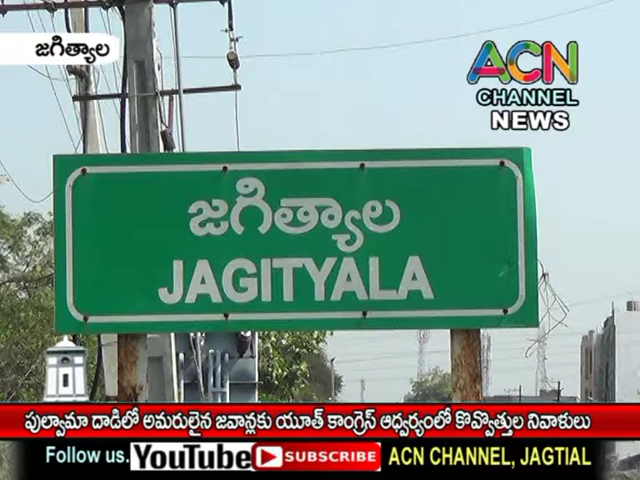 జగిత్యాల
ACN
CHANNEL
NEWS
జగిత్యాల
JAGITYALA
పుల్వామా దాడిలో అమరులైన జవాన్లకు యూత్ కాంగ్రెస్ ఆధ్వర్యంలో కొవ్వొత్తుల నివాళులు
Follow us. YouTube SUBSCRIBE ACN CHANNEL, JAGTIAL